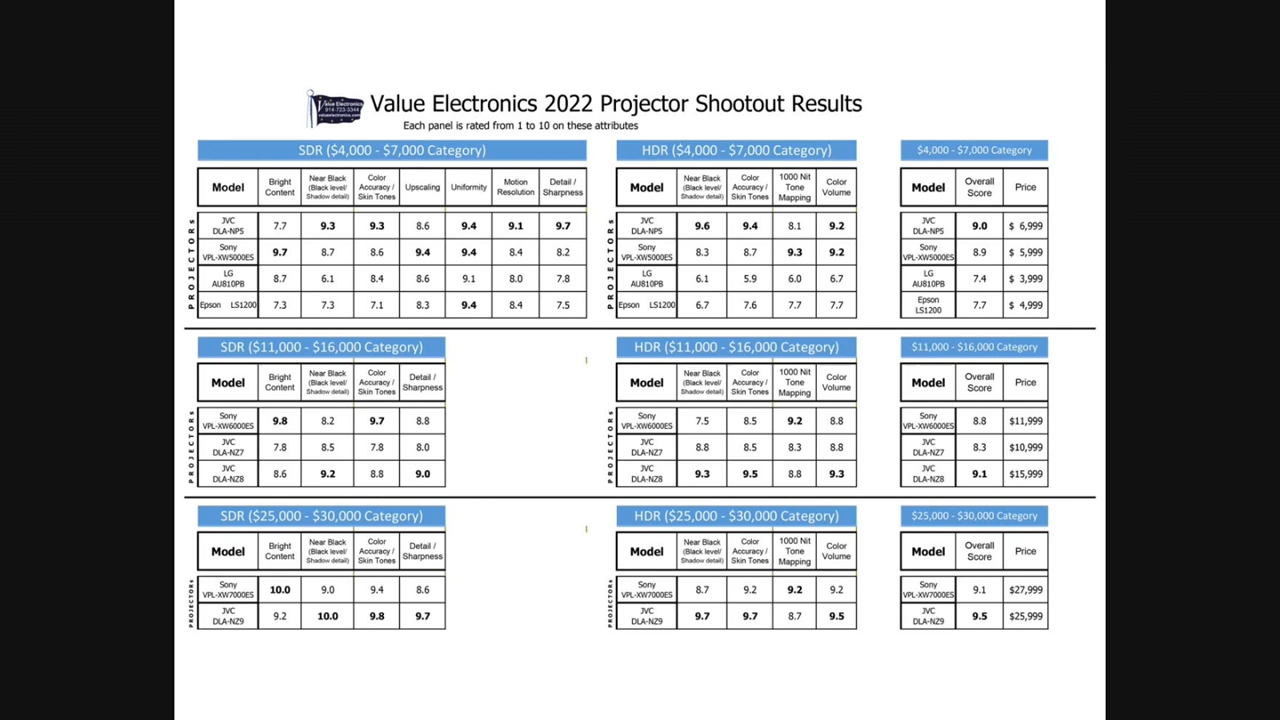 Value Electronics
914-723-3344
valueelectronics.com
Value Electronics 2022 Projector Shootout Results
Each panel is rated from 1 to 10 on these attributes
SDR ($4,000 - $7,000 Category)
Model Bright Content Near Black (Black level/ Shadow detail) Color Accuracy / Skin Tones Upscaling Uniformity Motion Resolution Detail / Sharpness
PROJECTORs
JVC DLA-NP5 7.7 9.3 9.3 8.6 9.4 9.1 9.7
Sony VPL-XW5000ES 9.7 8.7 8.6 9.4 9.4 8.4 8.2
LG AU810PB 8.7 6.1 8.4 8.6 9.1 8.0 7.8
Epson LS1200 7.3 7.3 7.1 8.3 9.4 8.4 7.5
HDR ($4,000 - $7,000 Category)
Model Near Black (Black level/ Shadow detail) Color Accuracy / Skin Tones 1000 Nit Tone Mapping Color Volume
PROJECTORs
JVC DLA-NP5 9.6 9.4 8.1 9.2
Sony VPL-XW5000ES 8.3 8.7 9.3 9.2
LG AU810PB 6.1 5.9 6.0 6.7
Epson LS1200 6.7 7.6 7.7 7.7
$4,000 - $7,000 Category
Model Overall Score Price
JVC DLA-NP5 9.0 $ 6,999
Sony VPL-XW5000ES 8.9 $ 5,999
LG AU810PB 7.4 $ 3,999
Epson LS1200 7.7 $ 4,999
SDR ($11,000 - $16,000 Category)
Model Bright Content Near Black (Black level/ Shadow detail) Color Accuracy / Skin Tones Detail / Sharpness
PROJECTORs
Sony VPL-XW6000ES 9.8 8.2 9.7 8.8
JVC DLA-NZ7 7.8 8.5 7.8 8.0
JVC DLA-NZ8 8.6 9.2 8.8 9.0
HDR ($11,000 - $16,000 Category)
Model Near Black (Black level/ Shadow detail) Color Accuracy / Skin Tones 1000 Nit Tone Mapping Color Volume
PROJECTORs
Sony VPL-XW6000ES 7.5 8.5 9.2 8.8
JVC DLA-NZ7 8.8 8.5 8.3 8.8
JVC DLA-NZ8 9.3 9.5 8.8 9.3
$11,000 - $16,000 Category
Model Overall Score Price
Sony VPL-XW6000ES 8.8 $11,999
JVC DLA-NZ7 8.3 $10,999
JVC DLA-NZ8 9.1 $15,999
SDR ($25,000 - $30,000 Category)
Model Bright Content Near Black (Black level/ Shadow detail) Color Accuracy / Skin Tones Detail / Sharpness
PROJECTORs
Sony VPL-XW7000ES 10.0 9.0 9.4 8.6
JVC DLA-NZ9 9.2 10.0 9.8 9.7
HDR ($25,000 - $30,000 Category)
Model Near Black (Black level/ Shadow detail) Color Accuracy / Skin Tones 1000 Nit Tone Mapping Color Volume
PROJECTORs
Sony VPL-XW7000ES 8.7 9.2 9.2 9.2
JVC DLA-NZ9 9.7 9.7 8.7 9.5
$25,000 - $30,000 Category
Model Overall Score Price
Sony VPL-XW7000ES 9.1 $27,999
JVC DLA-NZ9 9.5 $25,999